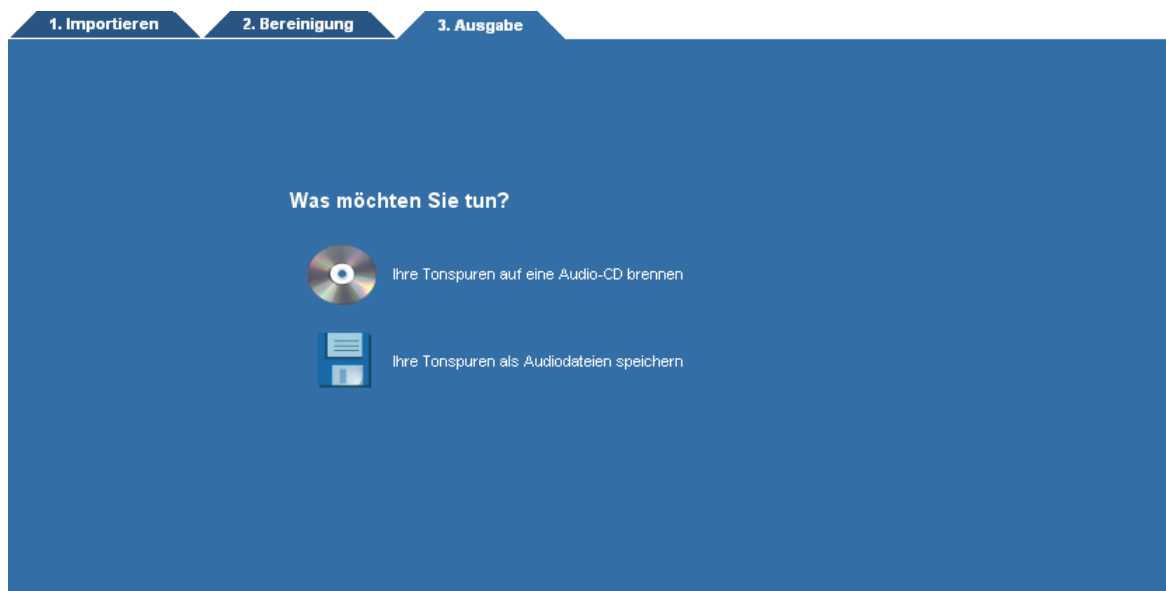 1. Importieren 2. Bereinigung 3. Ausgabe
Was möchten Sie tun?
Ihre Tonspuren auf eine Audio-CD brennen
Ihre Tonspuren als Audiodateien speichern